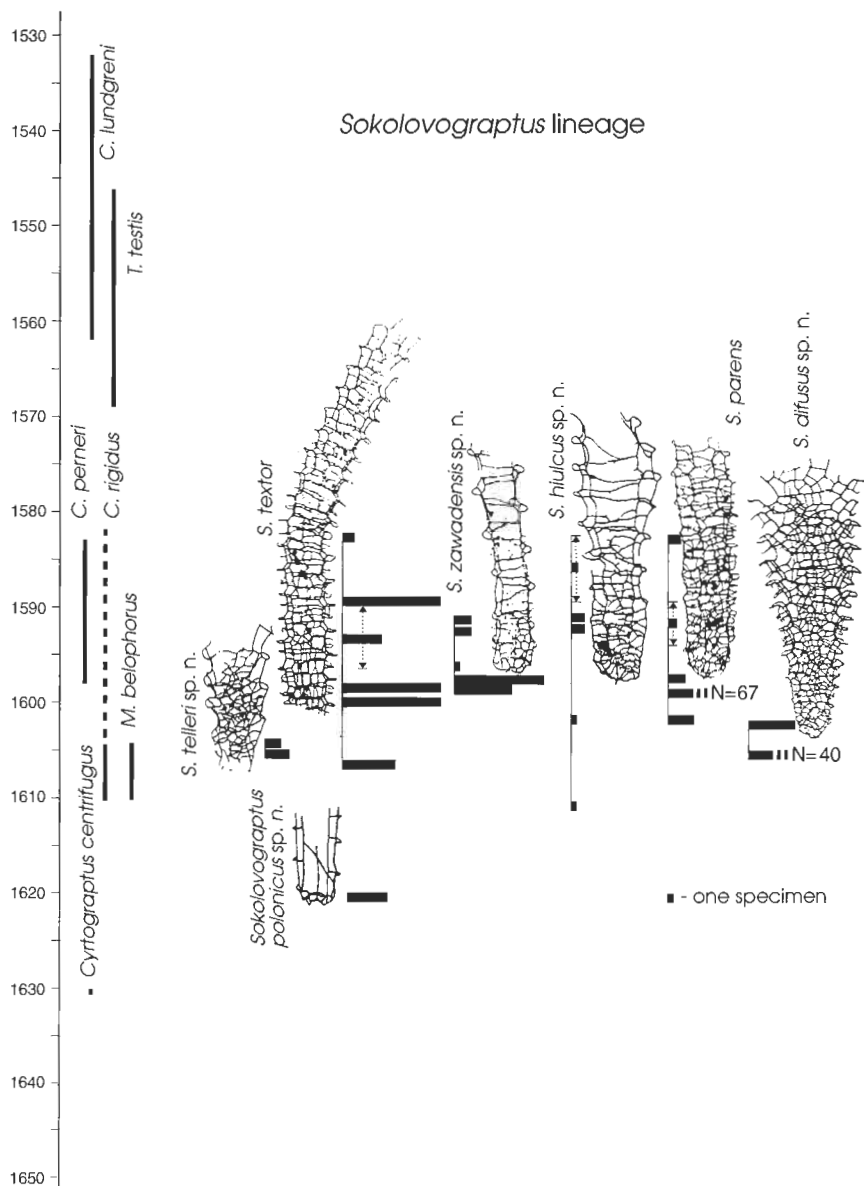 Sokolovograptus lineage
1530
1540
1550
1560
1570
1580
1590
1600
1610
1620
1630
1640
1650
C. lundgreni
T. testis
C. perneri
C. rigidus
M. belophorus
Cyrtograptus centrifugus
S. telleri sp. n.
S. textor
Sokolovograptus
polonicus sp. n.
S. zawadensis sp. n.
S. hiulcus sp. n.
S. parens
S. difusus sp. n.
N=67
N=40
- one specimen